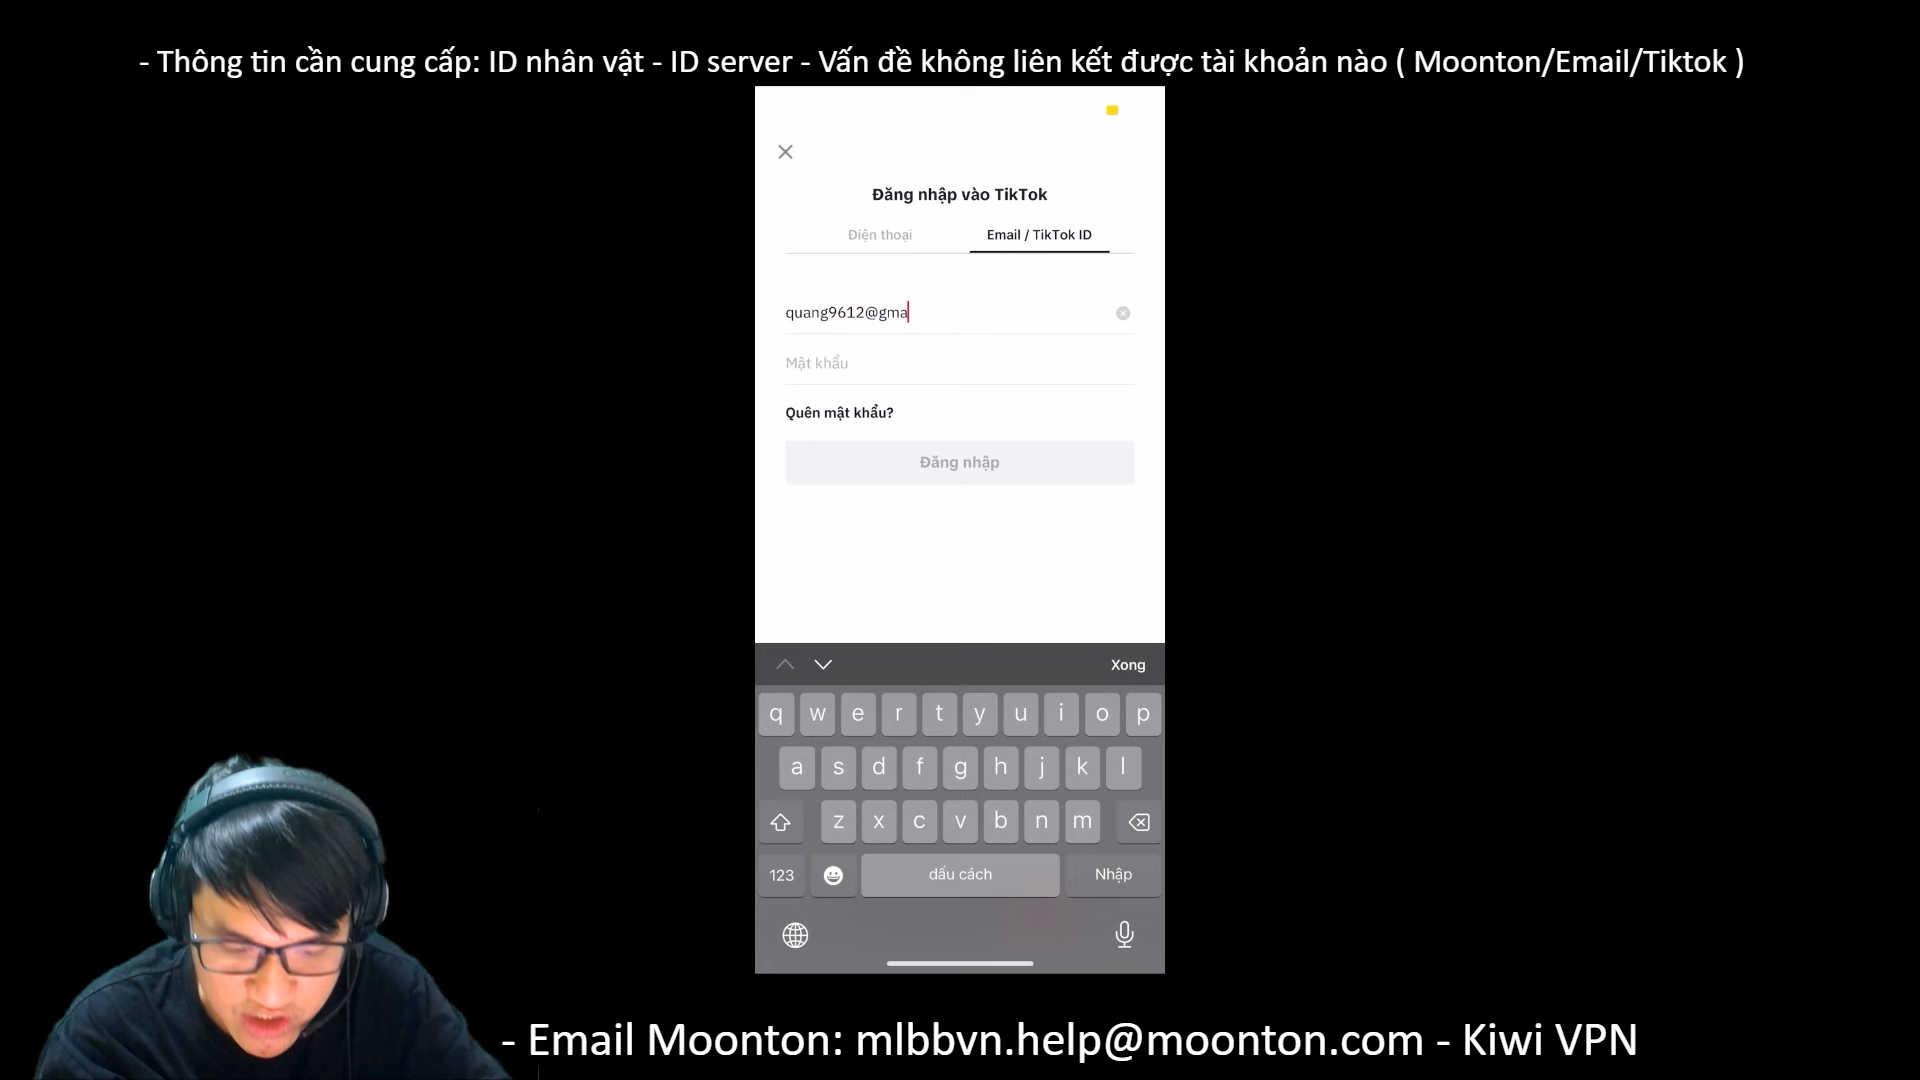 - Thông tin cần cung cấp: ID nhân vật - ID server - Vấn đề không liên kết được tài khoản nào ( Moonton/Email/Tiktok )
Đăng nhập vào TikTok
Điện thoại
Email / TikTok ID
quang9612@gma
Mật khẩu
Quên mật khẩu?
Đăng nhập
Xong
q w e r t y u i o p
a s d f g h j k l
z x c v b n m
123
dấu cách
Nhập
- Email Moonton: mlbbvn.help@moonton.com - Kiwi VPN